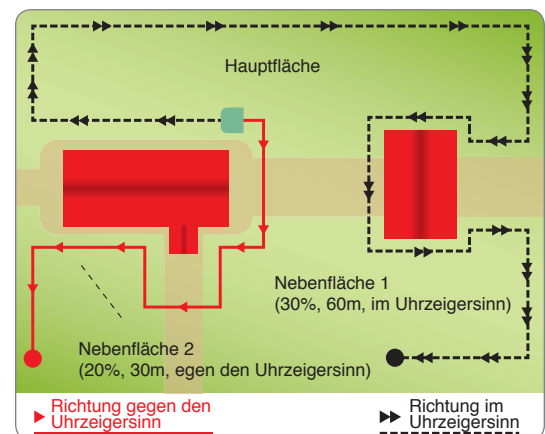 Hauptfläche
Nebenfläche 1
(30%, 60m, im Uhrzeigersinn)
Nebenfläche 2
(20%, 30m, egen den Uhrzeigersinn)
Richtung gegen den
Uhrzeigersinn
Richtung im
Uhrzeigersinn